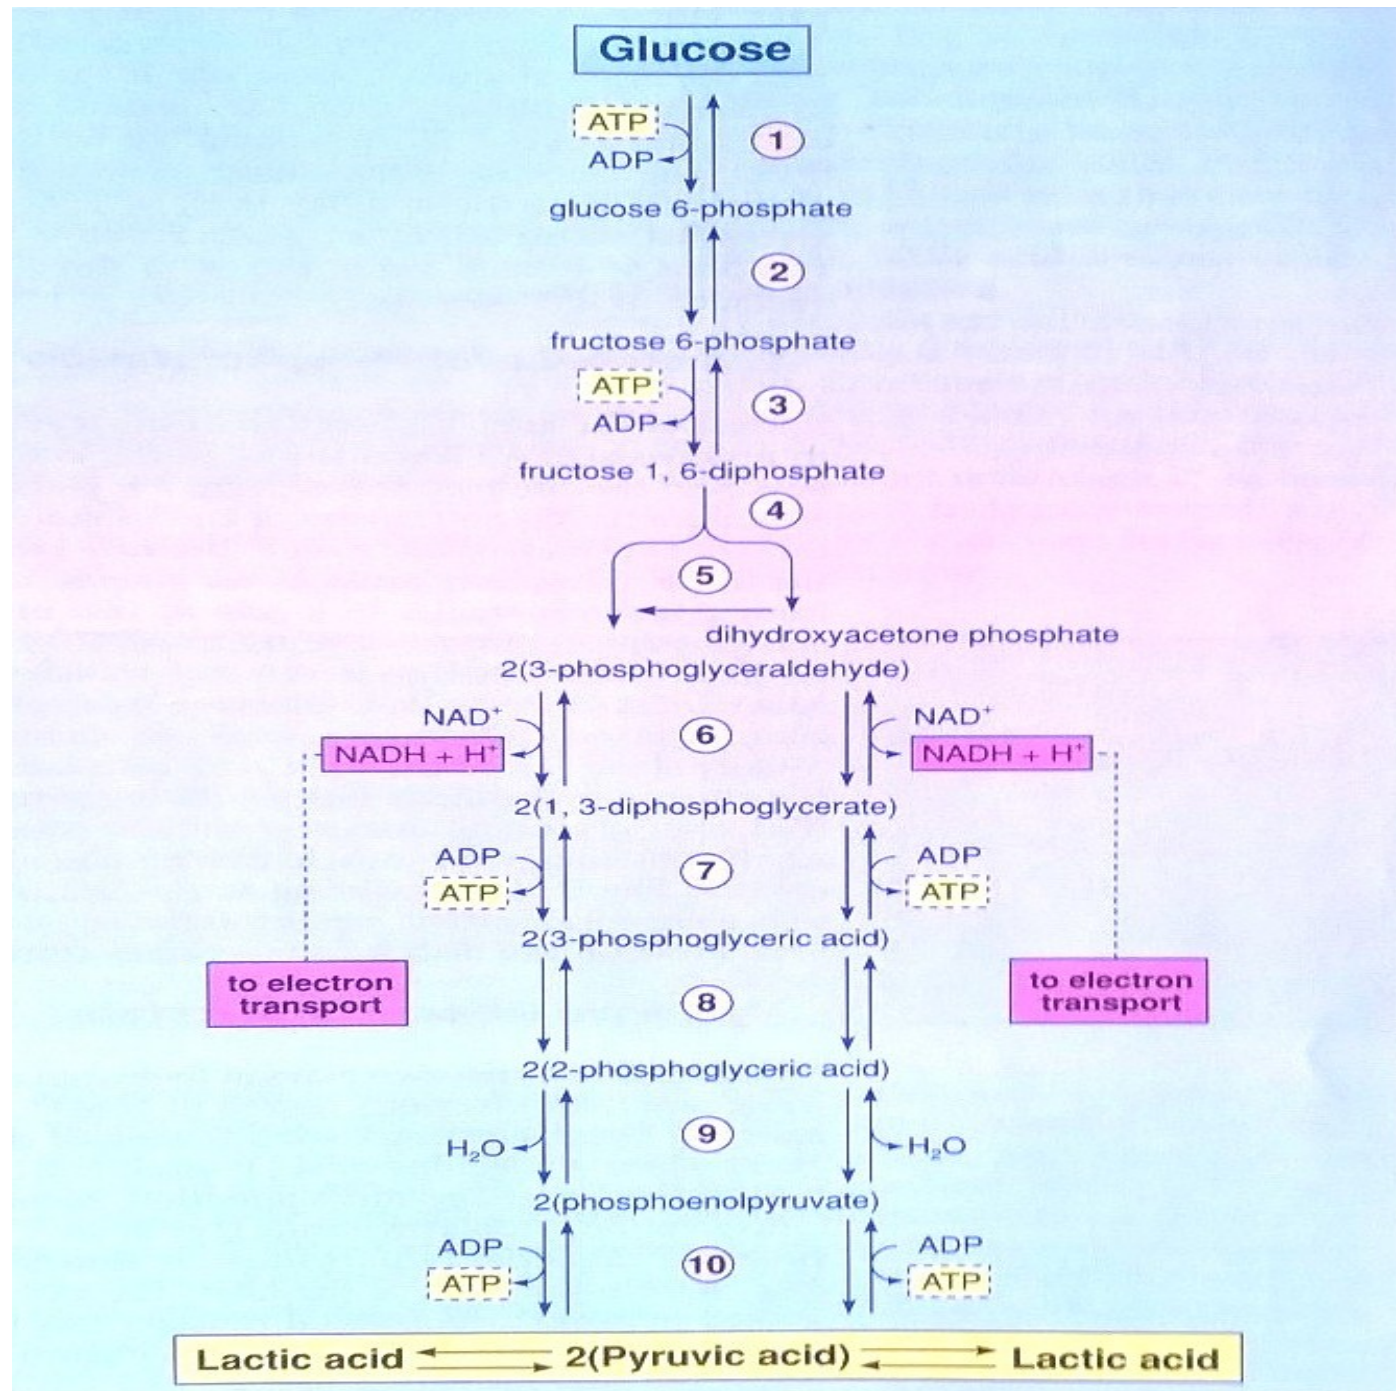 Glucose
ATP
ADP
1
glucose 6-phosphate
2
fructose 6-phosphate
ATP
ADP
3
fructose 1, 6-diphosphate
4
5
dihydroxyacetone phosphate
2(3-phosphoglyceraldehyde)
NAD⁺ 6 NAD⁺
NADH + H⁺ NADH + H⁺
2(1, 3-diphosphoglycerate)
ADP 7 ADP
ATP ATP
2(3-phosphoglyceric acid)
to electron
transport
8
to electron
transport
2(2-phosphoglyceric acid)
9
H₂O H₂O
2(phosphoenolpyruvate)
ADP 10 ADP
ATP ATP
Lactic acid 2(Pyruvic acid) Lactic acid